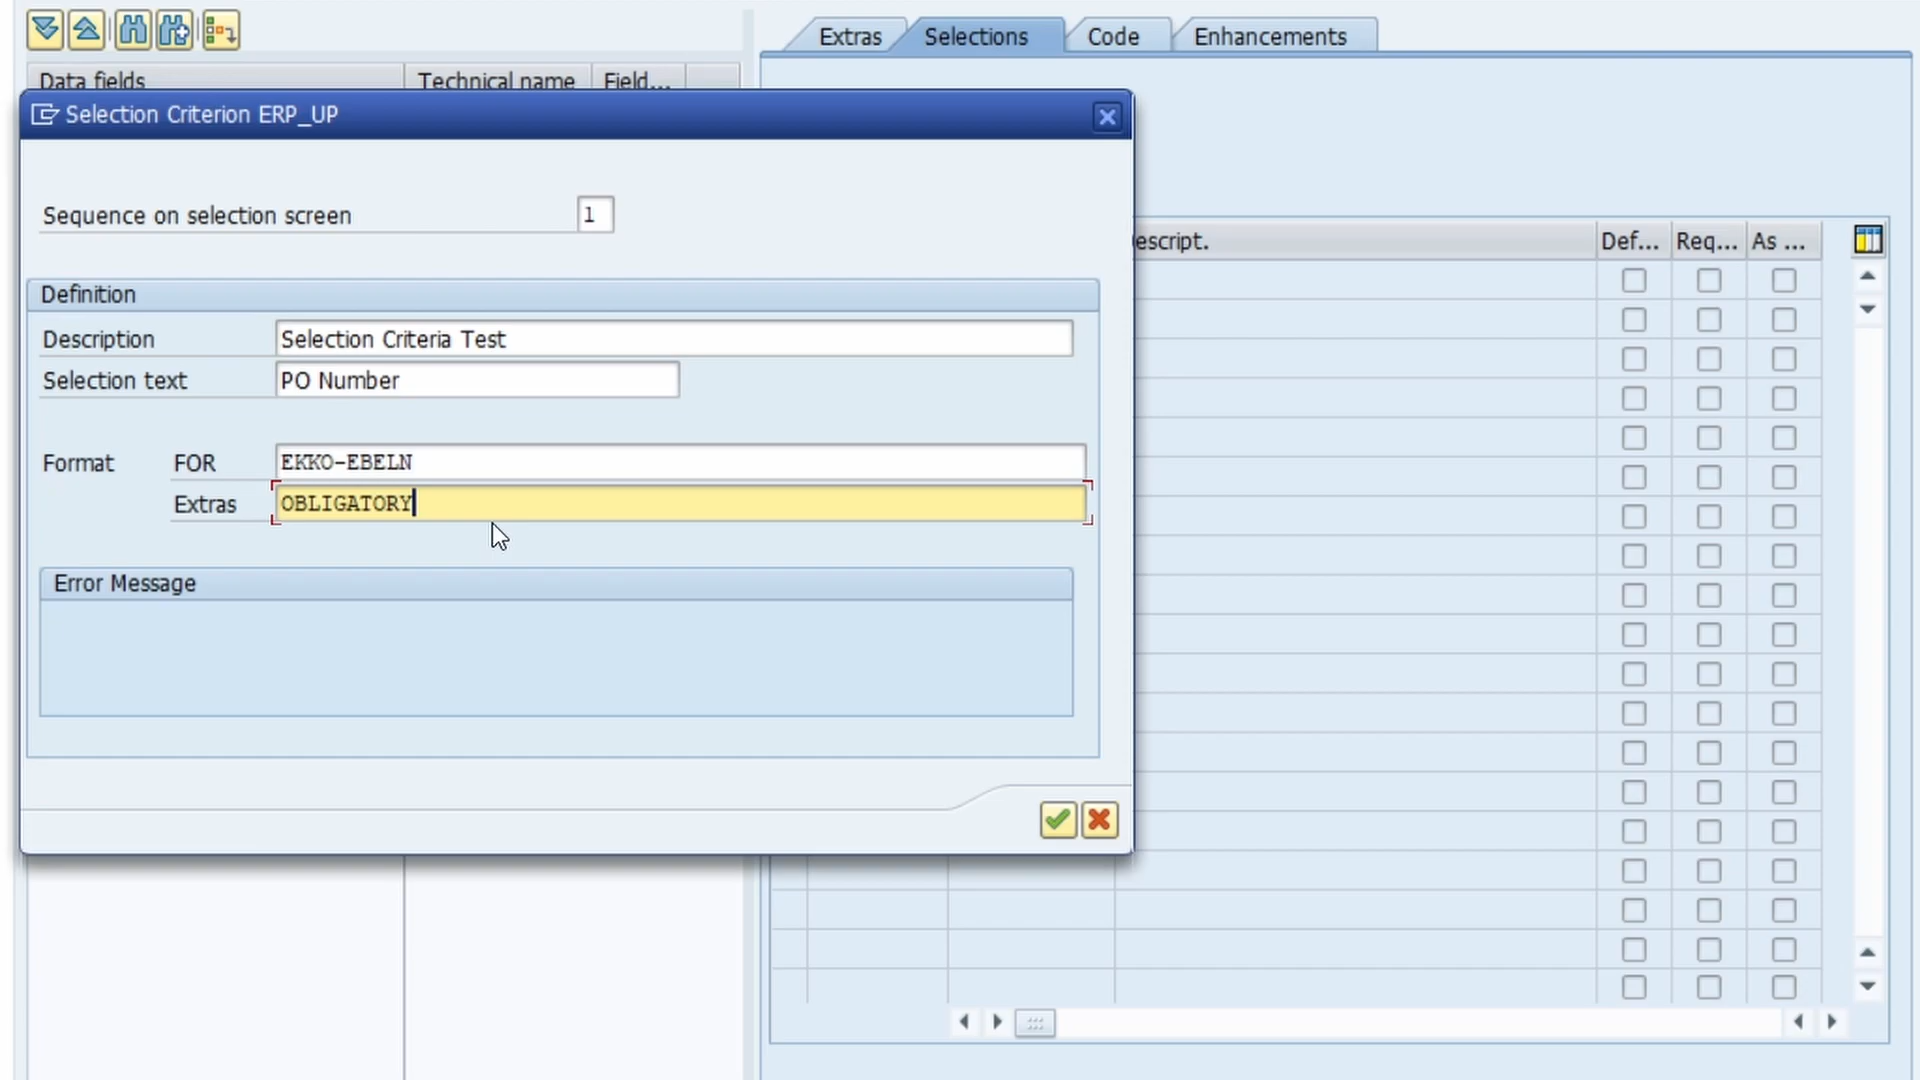 Extras Selections Code Enhancements
Data fields Technical name Field...
Selection Criterion ERP_UP
Sequence on selection screen 1
escript. Def... Req... As ...
Definition
Description Selection Criteria Test
Selection text PO Number
Format FOR EKKO-EBELN
Extras OBLIGATORY
Error Message